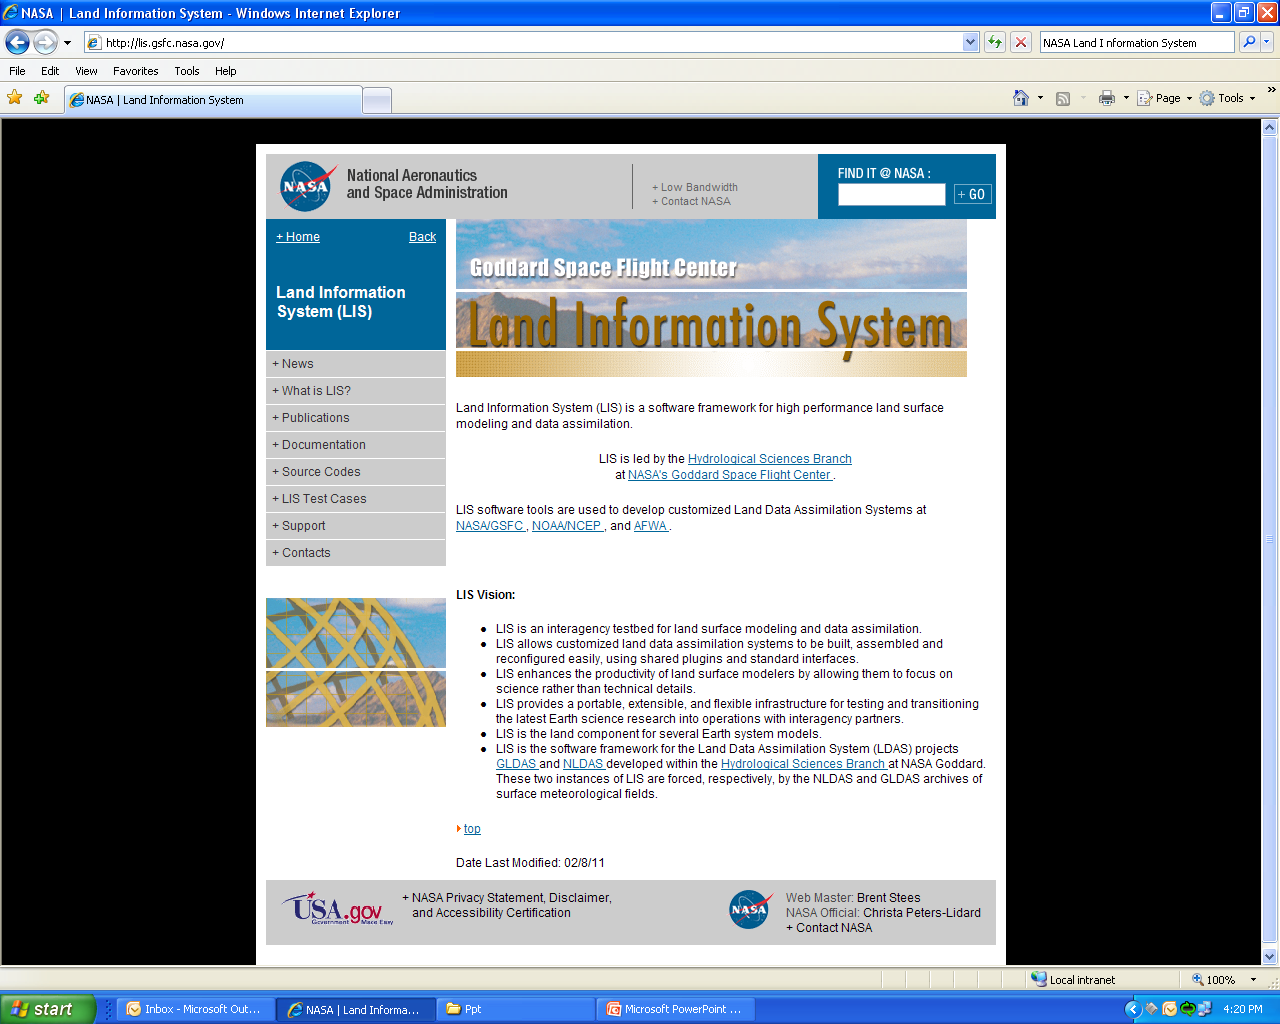 NASA | Land Information System - Windows Internet Explorer
http://lis.gsfc.nasa.gov/
NASA Land I nformation System
File Edit View Favorites Tools Help
NASA | Land Information System
Page Tools
NASA
National Aeronautics
and Space Administration
+ Low Bandwidth
+ Contact NASA
FIND IT @ NASA :
+ GO
+ Home Back
Land Information
System (LIS)
+ News
+ What is LIS?
+ Publications
+ Documentation
+ Source Codes
+ LIS Test Cases
+ Support
+ Contacts
Goddard Space Flight Center
Land Information System
Land Information System (LIS) is a software framework for high performance land surface
modeling and data assimilation.
LIS is led by the Hydrological Sciences Branch
at NASA's Goddard Space Flight Center .
LIS software tools are used to develop customized Land Data Assimilation Systems at
NASA/GSFC , NOAA/NCEP , and AFWA .
LIS Vision:
• LIS is an interagency testbed for land surface modeling and data assimilation.
• LIS allows customized land data assimilation systems to be built, assembled and
reconfigured easily, using shared plugins and standard interfaces.
• LIS enhances the productivity of land surface modelers by allowing them to focus on
science rather than technical details.
• LIS provides a portable, extensible, and flexible infrastructure for testing and transitioning
the latest Earth science research into operations with interagency partners.
• LIS is the land component for several Earth system models.
• LIS is the software framework for the Land Data Assimilation System (LDAS) projects
GLDAS and NLDAS developed within the Hydrological Sciences Branch at NASA Goddard.
These two instances of LIS are forced, respectively, by the NLDAS and GLDAS archives of
surface meteorological fields.
top
Date Last Modified: 02/8/11
USA.gov
Government Made Easy
+ NASA Privacy Statement, Disclaimer,
and Accessibility Certification
NASA
Web Master: Brent Stees
NASA Official: Christa Peters-Lidard
+ Contact NASA
Local intranet 100%
start Inbox - Microsoft Out... NASA | Land Informa... Ppt Microsoft PowerPoint ... 4:20 PM